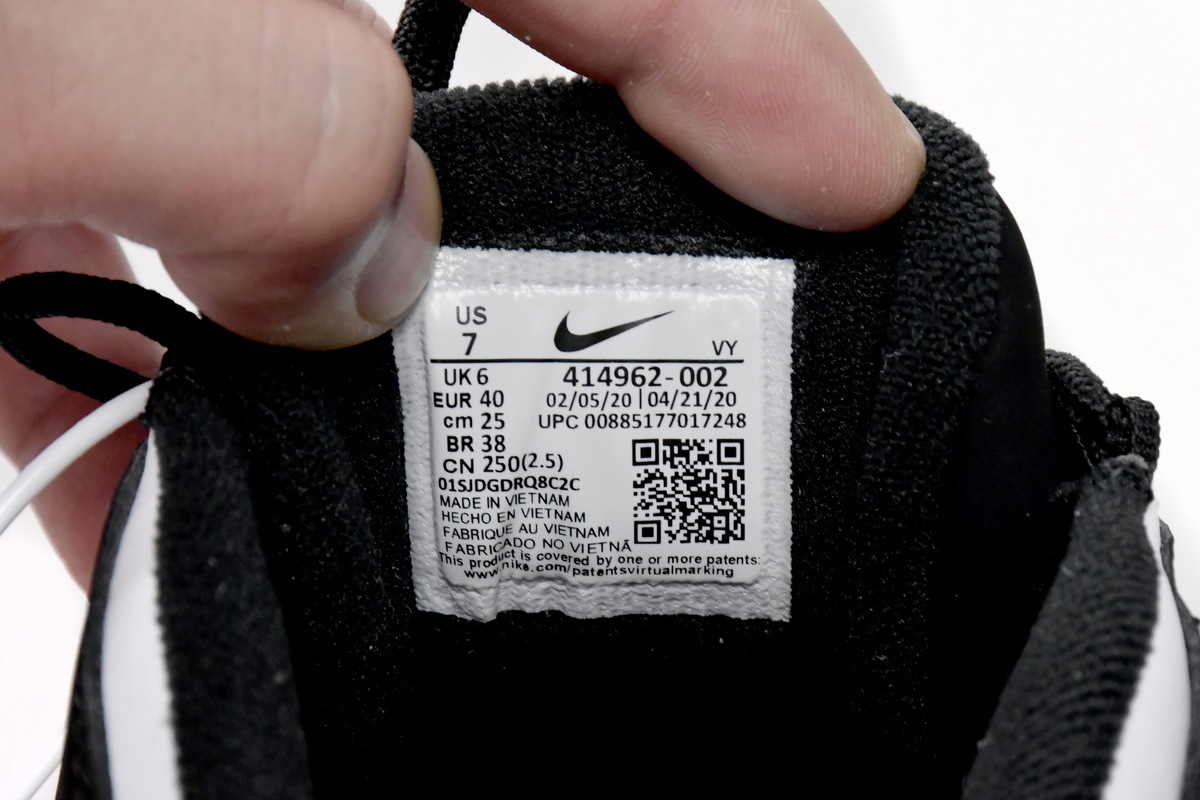 US
7
VY
UK 6
414962-002
EUR 40
02/05/20 | 04/21/20
cm 25
UPC 00885177017248
BR 38
CN 250(2.5)
01SJDGDRQ8C2C
MADE IN VIETNAM
HECHO EN VIETNAM
FABRIQUE AU VIETNAM
FABRICADO NO VIETNÃ
This product is covered by one or more patents:
www.nike.com/patentsvirtualmarking